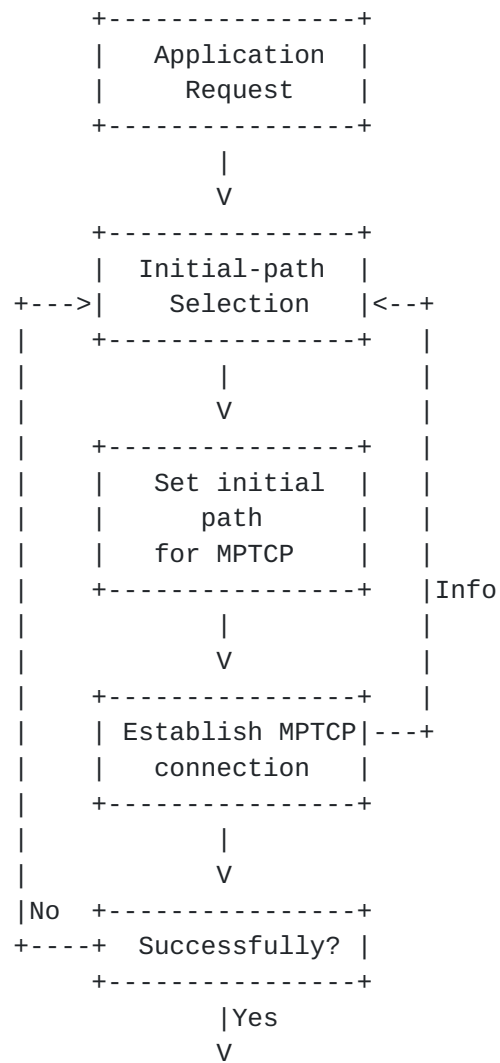 Application
Request
V
Initial-path
Selection
V
Set initial
path
for MPTCP
Info
V
Establish MPTCP
connection
V
No
Successfully?
Yes
V